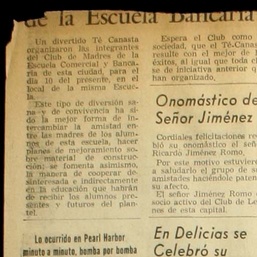 de la Escuela Bancaria
Un divertido Té Canasta
organizaron las integrantes
del Club de Madres de la
Escuela Comercial y Banca-
ria de esta ciudad, para el
día 10 del presente, en el
local de la misma Escue-
la.
Este tipo de diversión sa-
na y de convivencia ha si-
do la mejor forma de in-
tercambiar la amistad en-
tre las madres de los alum-
nos de esta escuela, hacer
planes de mejoramiento so-
bre material de construc-
ción; se fomenta asimismo,
la manera de cooperar de-
sinteresada e indirectamente
en la educación que habrán
de recibir los alumnos pre-
sentes y futuros del plan-
tel.
Lo ocurrido en Pearl Harbor
minuto a minuto, bomba por bomba
Espera el Club como
sociedad, que el Té-Canas
resulte con el mejor de l
éxitos, al igual que toda cl
se de iniciativa anterior q
han organizado.
Onomástico de
Señor Jiménez
Cordiales felicitaciones re
bió su onomástico el señ
Ricardo Jiménez Romo,
Por este motivo estuviero
a saludarlo el grupo de s
amistades haciéndole paten
su afecto.
El señor Jiménez Romo e
socio activo del Club de Le
nes de esta capital.
En Delicias se
Celebró su